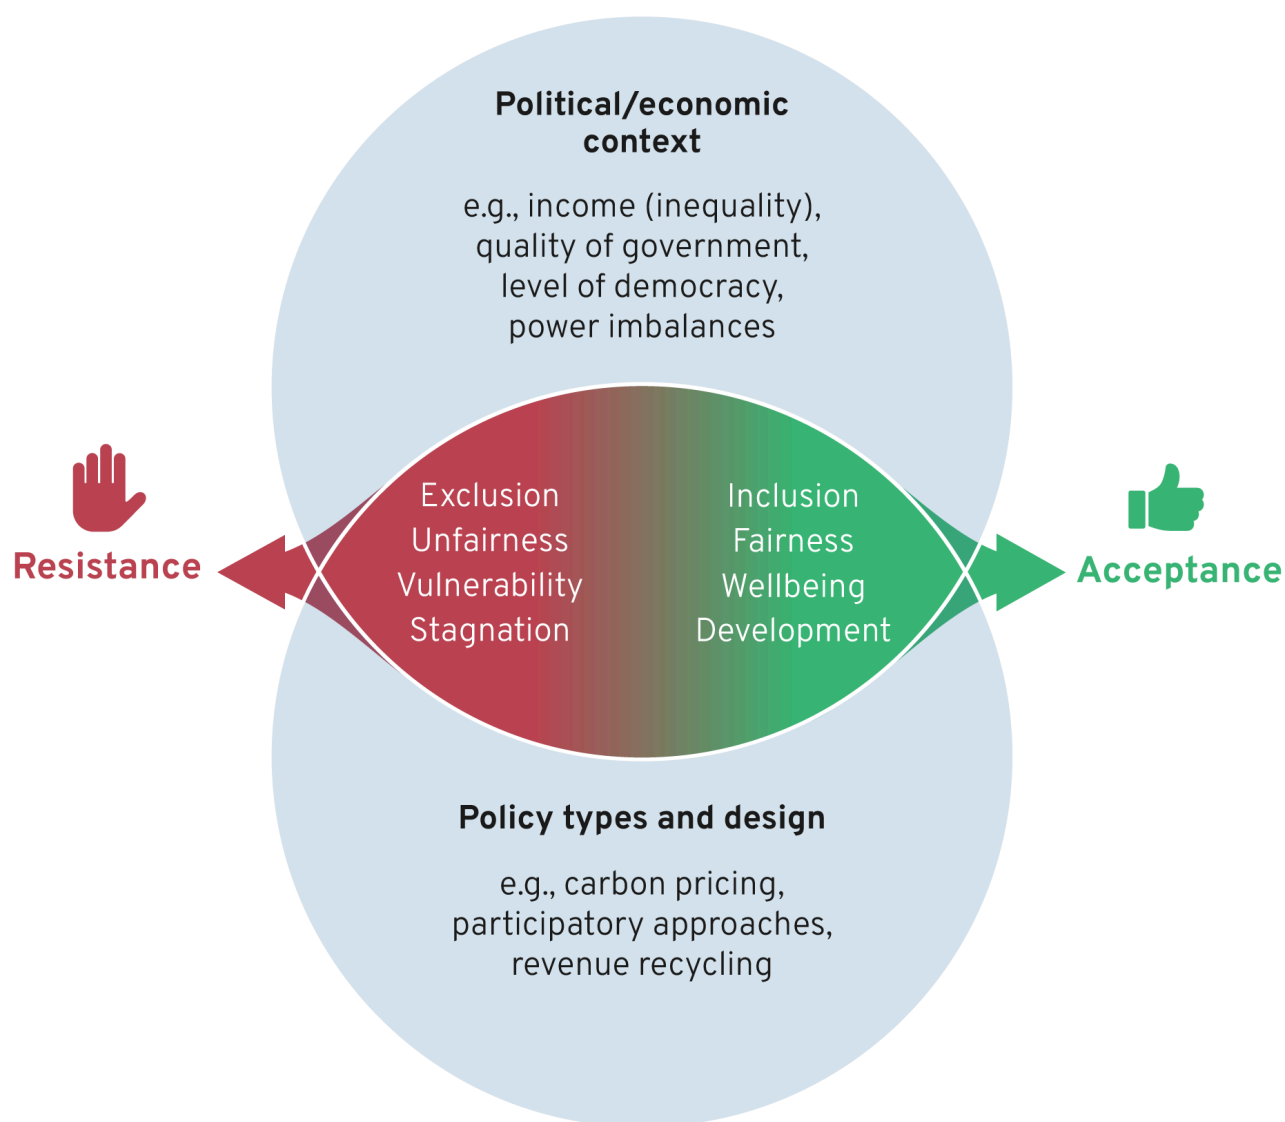 Political/economic
context
e.g., income (inequality),
quality of government,
level of democracy,
power imbalances
Resistance
Exclusion
Unfairness
Vulnerability
Stagnation
Inclusion
Fairness
Wellbeing
Development
Acceptance
Policy types and design
e.g., carbon pricing,
participatory approaches,
revenue recycling